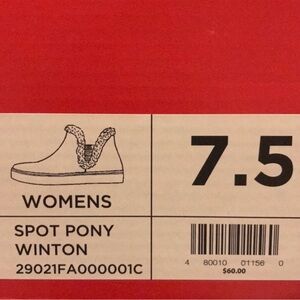 WOMENS
7.5
SPOT PONY
WINTON
29021FA000001C
4 80010 01156 0
$60.00